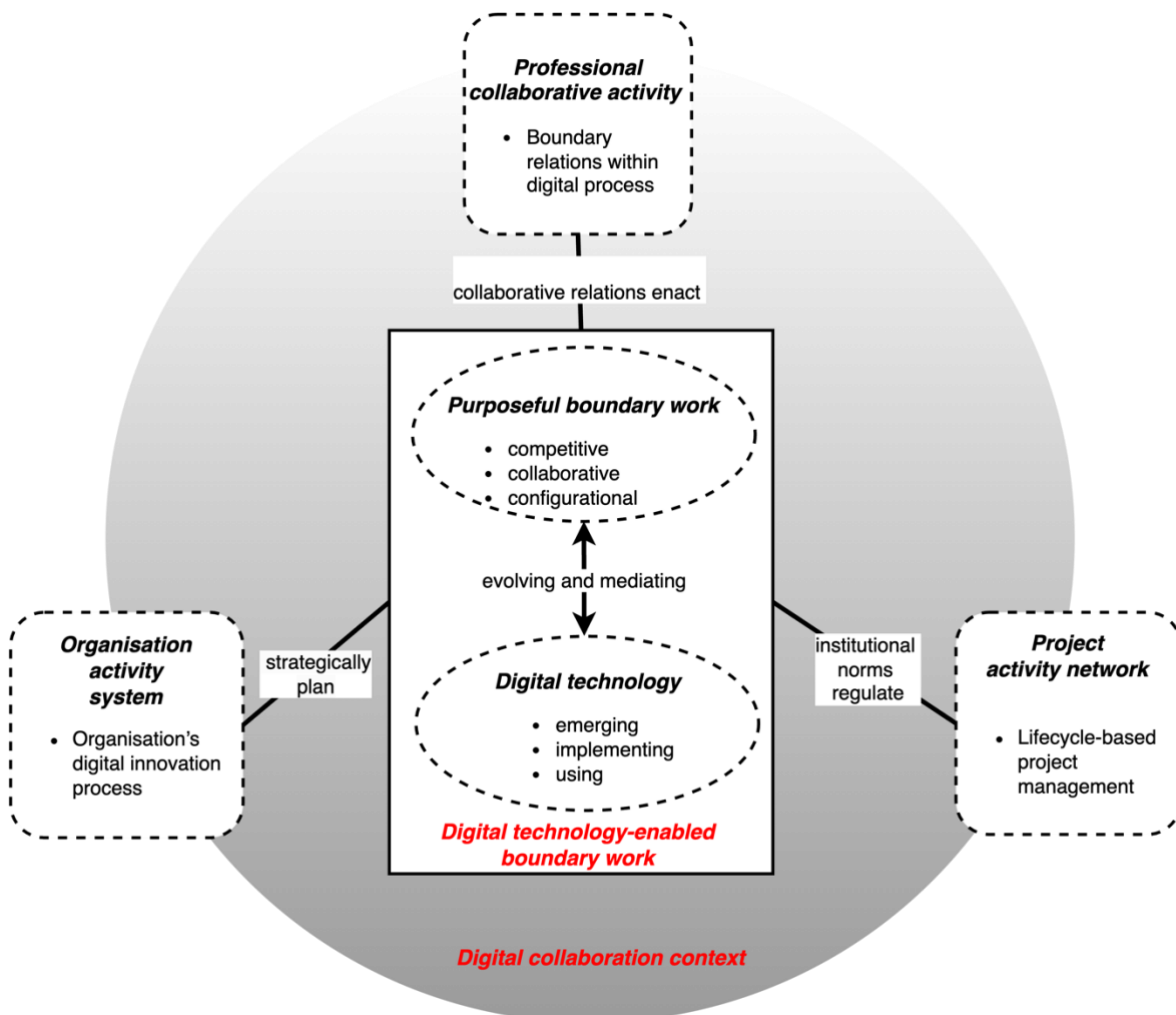 Professional
collaborative activity
• Boundary
relations within
digital process
collaborative relations enact
Purposeful boundary work
• competitive
• collaborative
• configurational
evolving and mediating
Organisation
activity
system
• Organisation's
digital innovation
process
strategically
plan
Digital technology
• emerging
• implementing
• using
institutional
norms
regulate
Project
activity network
• Lifecycle-based
project
management
Digital technology-enabled
boundary work
Digital collaboration context